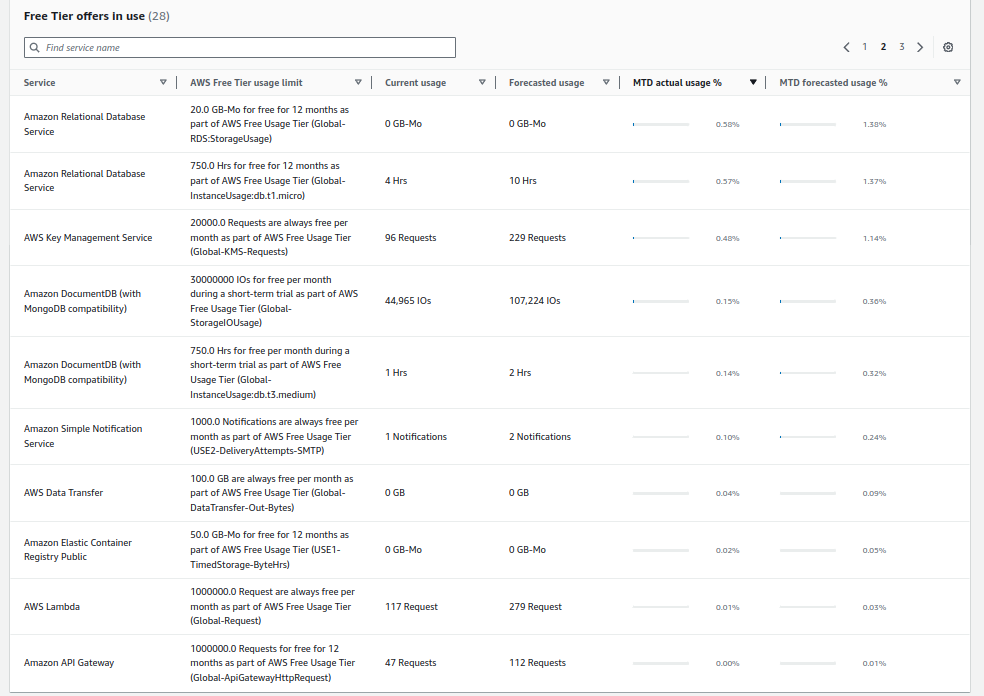 Free Tier offers in use (28)
Find service name
1 2 3
Service AWS Free Tier usage limit Current usage Forecasted usage MTD actual usage % MTD forecasted usage %
Amazon Relational Database
Service
20.0 GB-Mo for free for 12 months as
part of AWS Free Usage Tier (Global-
RDS:StorageUsage)
0 GB-Mo 0 GB-Mo 0.58% 1.38%
Amazon Relational Database
Service
750.0 Hrs for free for 12 months as
part of AWS Free Usage Tier (Global-
InstanceUsage:db.t1.micro)
4 Hrs 10 Hrs 0.57% 1.37%
AWS Key Management Service
20000.0 Requests are always free per
month as part of AWS Free Usage Tier
(Global-KMS-Requests)
96 Requests 229 Requests 0.48% 1.14%
Amazon DocumentDB (with
MongoDB compatibility)
30000000 IOs for free per month
during a short-term trial as part of AWS
Free Usage Tier (Global-
StorageIOUsage)
44,965 IOs 107,224 IOs 0.15% 0.36%
Amazon DocumentDB (with
MongoDB compatibility)
750.0 Hrs for free per month during a
short-term trial as part of AWS Free
Usage Tier (Global-
InstanceUsage:db.t3.medium)
1 Hrs 2 Hrs 0.14% 0.32%
Amazon Simple Notification
Service
1000.0 Notifications are always free per
month as part of AWS Free Usage Tier
(USE2-DeliveryAttempts-SMTP)
1 Notifications 2 Notifications 0.10% 0.24%
AWS Data Transfer
100.0 GB are always free per month as
part of AWS Free Usage Tier (Global-
DataTransfer-Out-Bytes)
0 GB 0 GB 0.04% 0.09%
Amazon Elastic Container
Registry Public
50.0 GB-Mo for free for 12 months as
part of AWS Free Usage Tier (USE1-
TimedStorage-ByteHrs)
0 GB-Mo 0 GB-Mo 0.02% 0.05%
AWS Lambda
1000000.0 Request are always free per
month as part of AWS Free Usage Tier
(Global-Request)
117 Request 279 Request 0.01% 0.03%
Amazon API Gateway
1000000.0 Requests for free for 12
months as part of AWS Free Usage Tier
(Global-ApiGatewayHttpRequest)
47 Requests 112 Requests 0.00% 0.01%